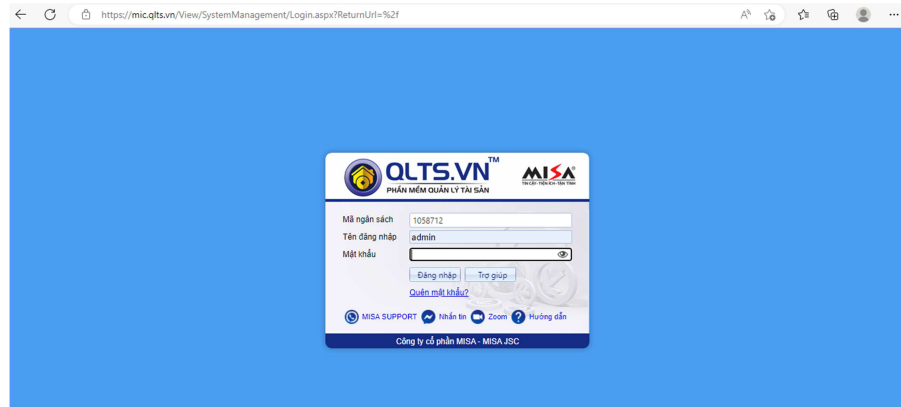 https://mic.qlts.vn/View/SystemManagement/Login.aspx?ReturnUrl=%2f
QLTS.VN™
PHẦN MỀM QUẢN LÝ TÀI SẢN
MISA
TIN CẬY - TIỆN ÍCH - TẬN TÌNH
Mã ngân sách 1058712
Tên đăng nhập admin
Mật khẩu
Đăng nhập Trợ giúp
Quên mật khẩu?
MISA SUPPORT Nhắn tin Zoom Hướng dẫn
Công ty cổ phần MISA - MISA JSC